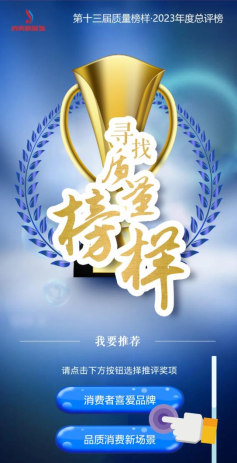 第十三届质量榜样·2023年度总评榜
寻找
质量
榜样
我要推荐
请点击下方按钮选择推评奖项
消费者喜爱品牌
品质消费新场景